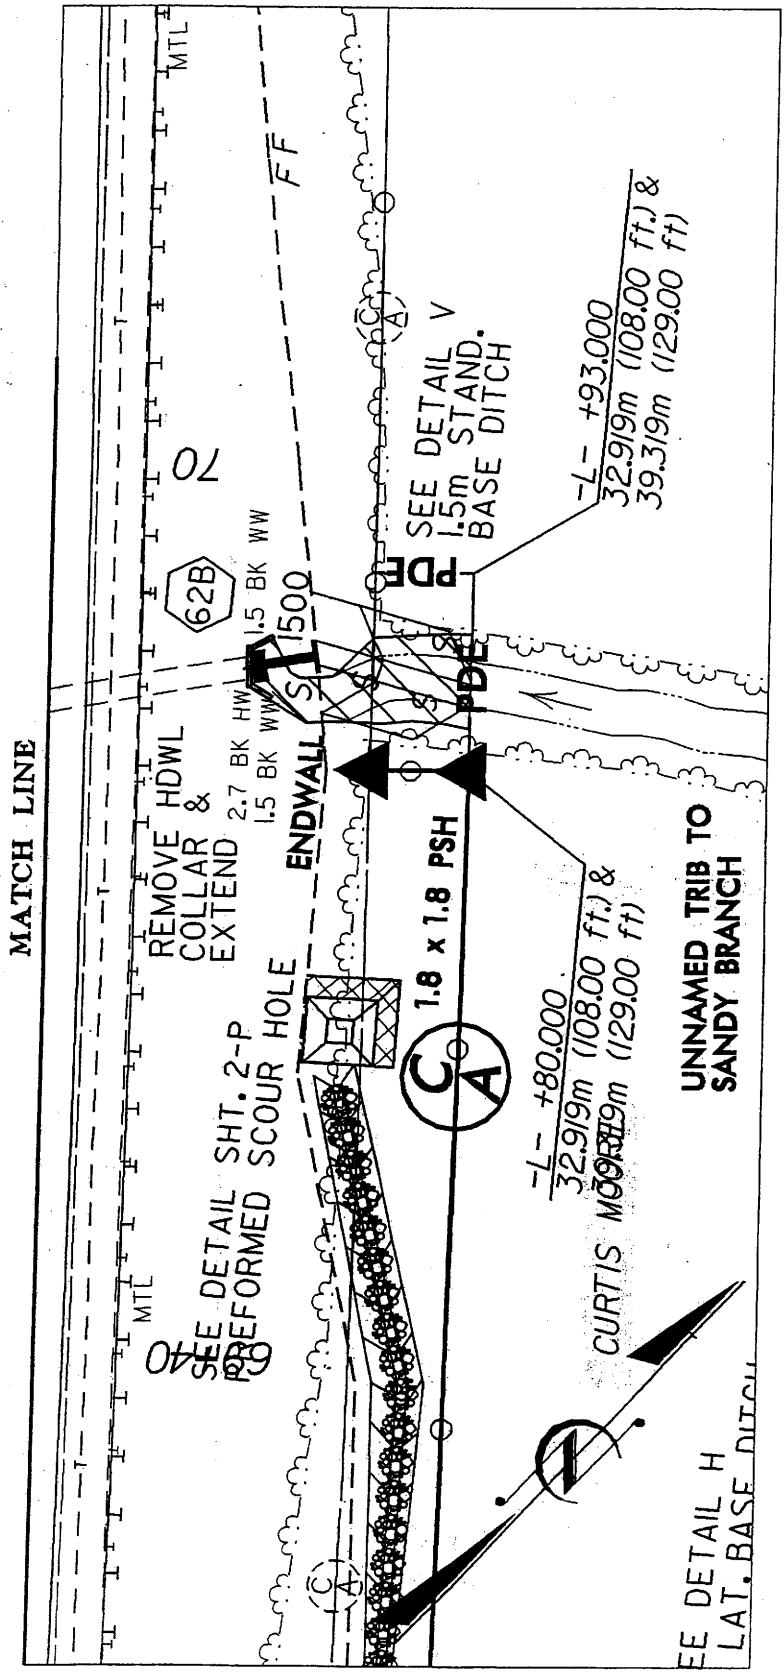 MATCH LINE
MTL
FF
70
62B
1.5 BK WW
1500
REMOVE HDWL
COLLAR &
EXTEND
2.7 BK HW
1.5 BK WW
ENDWALL
S
S
S
S
PDE
PDE
SEE DETAIL V
1.5m STAND.
BASE DITCH
-L- +93.000
32.919m (108.00 ft.) &
39.319m (129.00 ft)
C
A
SEE DETAIL SHT. 2-P
PREFORMED SCOUR HOLE
MTL
1.8 x 1.8 PSH
C
A
-L- +80.000
32.919m (108.00 ft.) &
39.319m (129.00 ft)
CURTIS MOORE
UNNAMED TRIB TO
SANDY BRANCH
C
A
EE DETAIL H
LAT. BASE DITCH